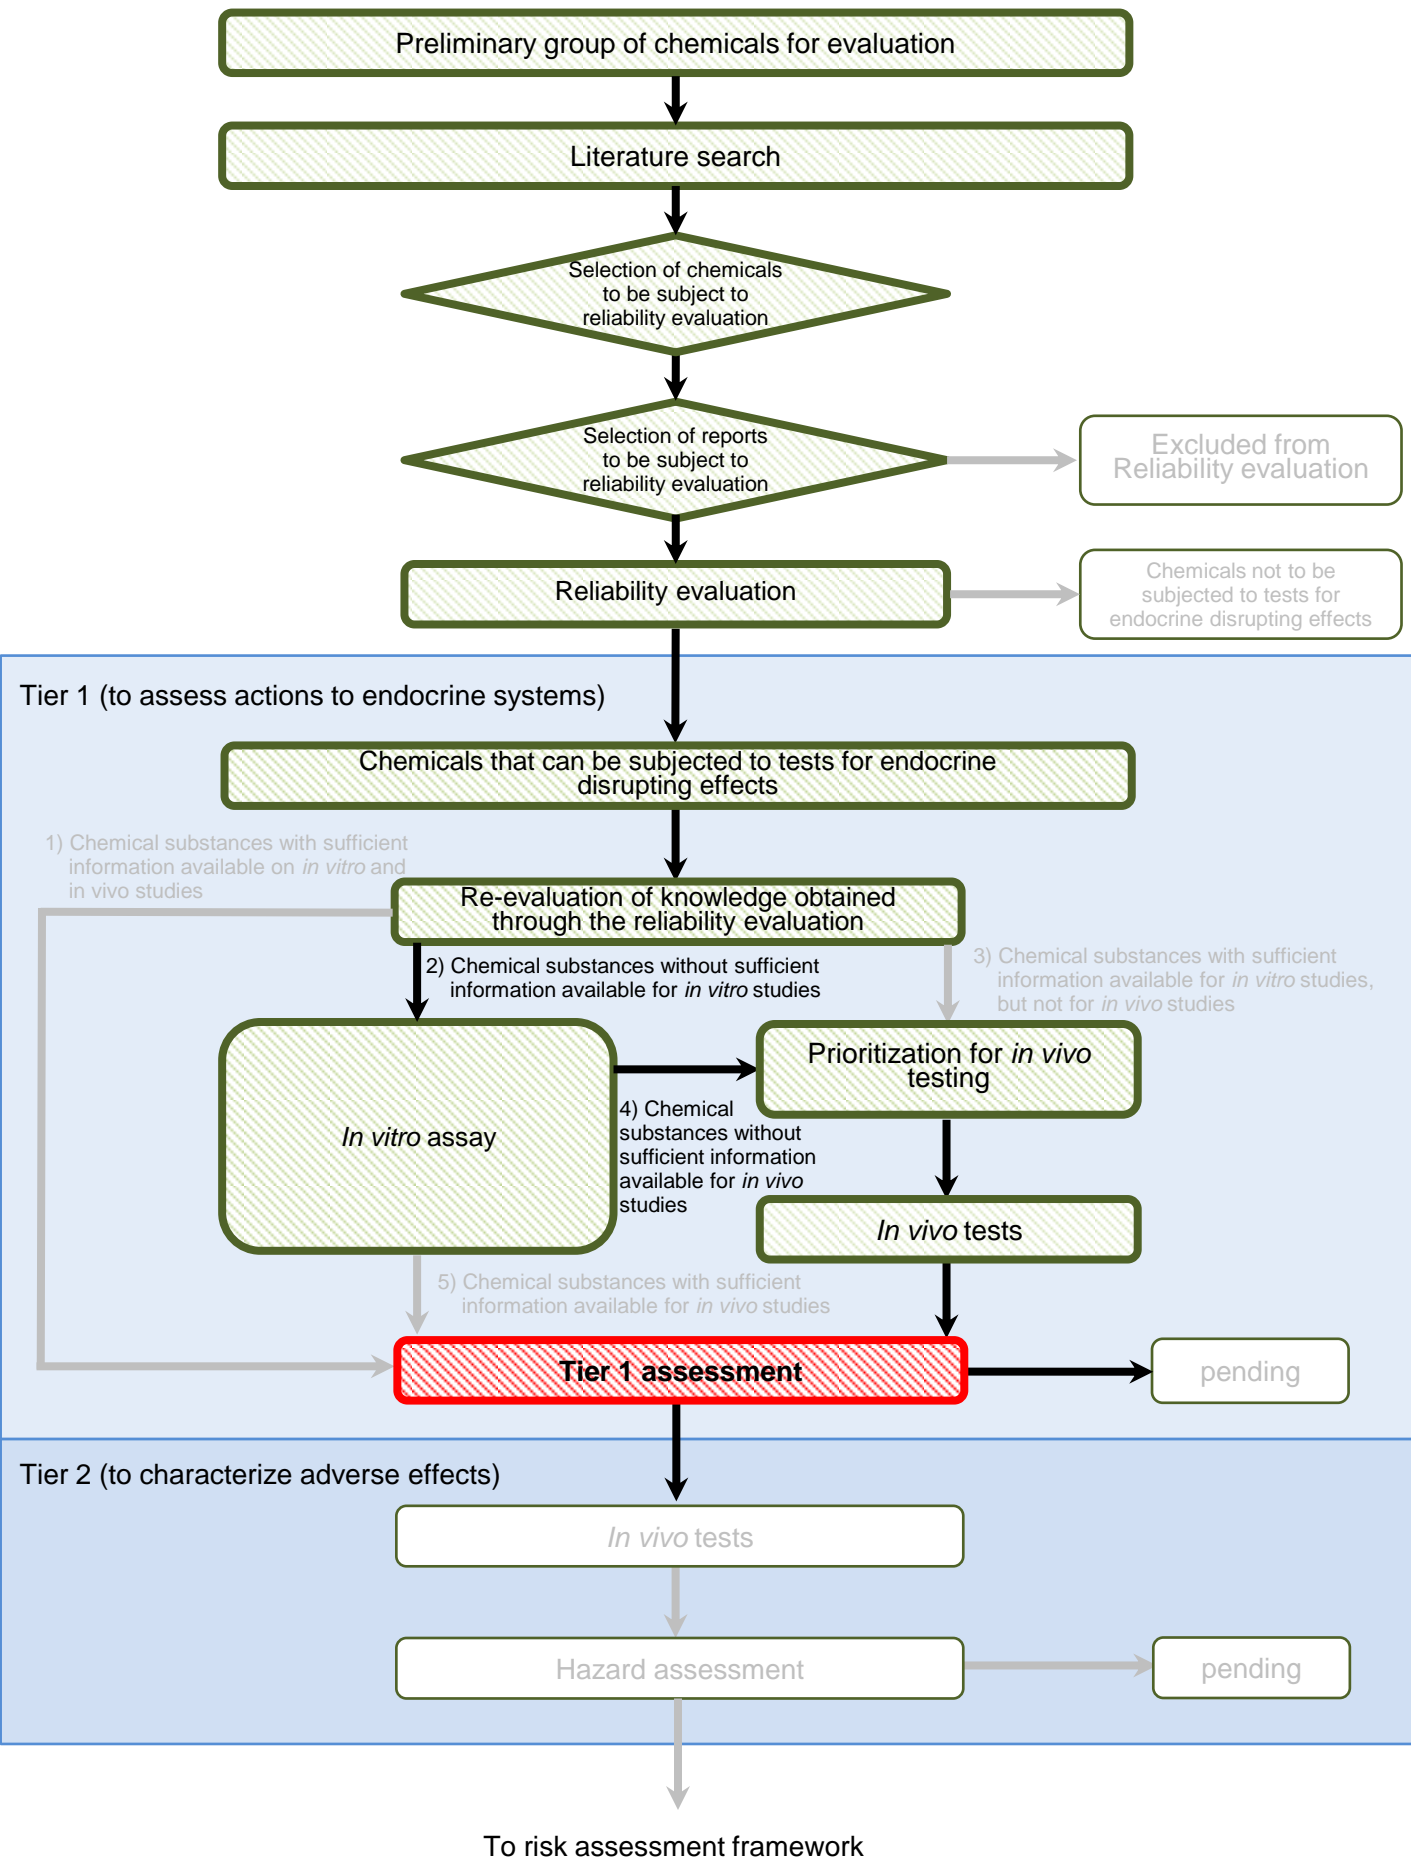 Preliminary group of chemicals for evaluation
Literature search
Selection of chemicals
to be subject to
reliability evaluation
Selection of reports
to be subject to
reliability evaluation
Excluded from
Reliability evaluation
Reliability evaluation
Chemicals not to be
subjected to tests for
endocrine disrupting effects
Tier 1 (to assess actions to endocrine systems)
Chemicals that can be subjected to tests for endocrine
disrupting effects
1) Chemical substances with sufficient
information available on in vitro and
in vivo studies
Re-evaluation of knowledge obtained
through the reliability evaluation
2) Chemical substances without sufficient
information available for in vitro studies
3) Chemical substances with sufficient
information available for in vitro studies,
but not for in vivo studies
In vitro assay
Prioritization for in vivo
testing
4) Chemical
substances without
sufficient information
available for in vivo
studies
In vivo tests
5) Chemical substances with sufficient
information available for in vivo studies
Tier 1 assessment
pending
Tier 2 (to characterize adverse effects)
In vivo tests
Hazard assessment
pending
To risk assessment framework